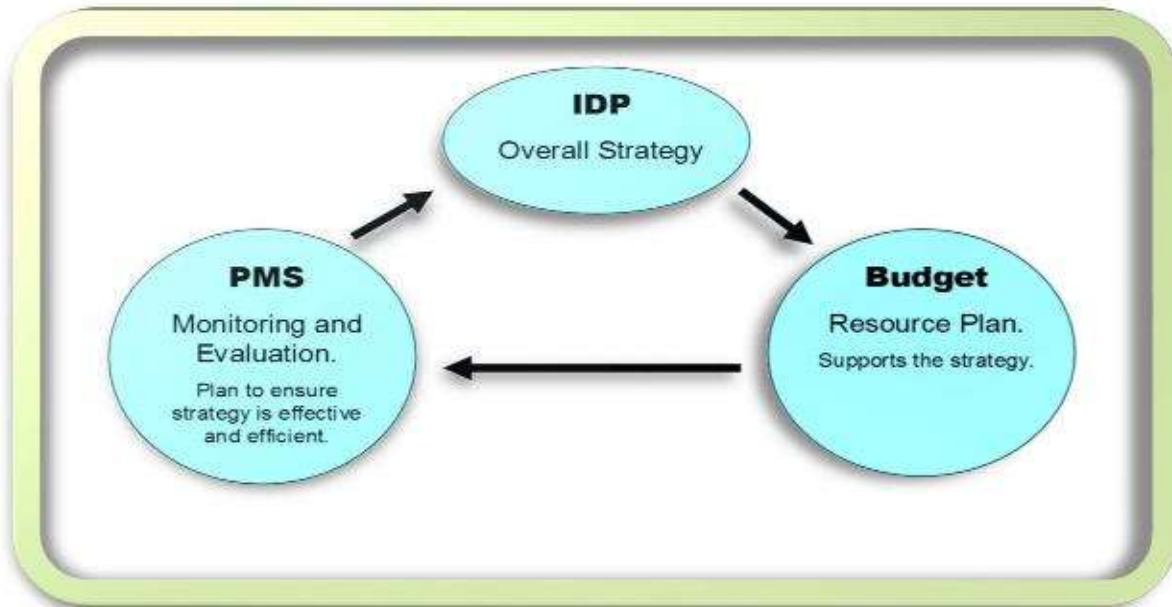 IDP
Overall Strategy
PMS
Monitoring and
Evaluation.
Plan to ensure
strategy is effective
and efficient.
Budget
Resource Plan.
Supports the strategy.